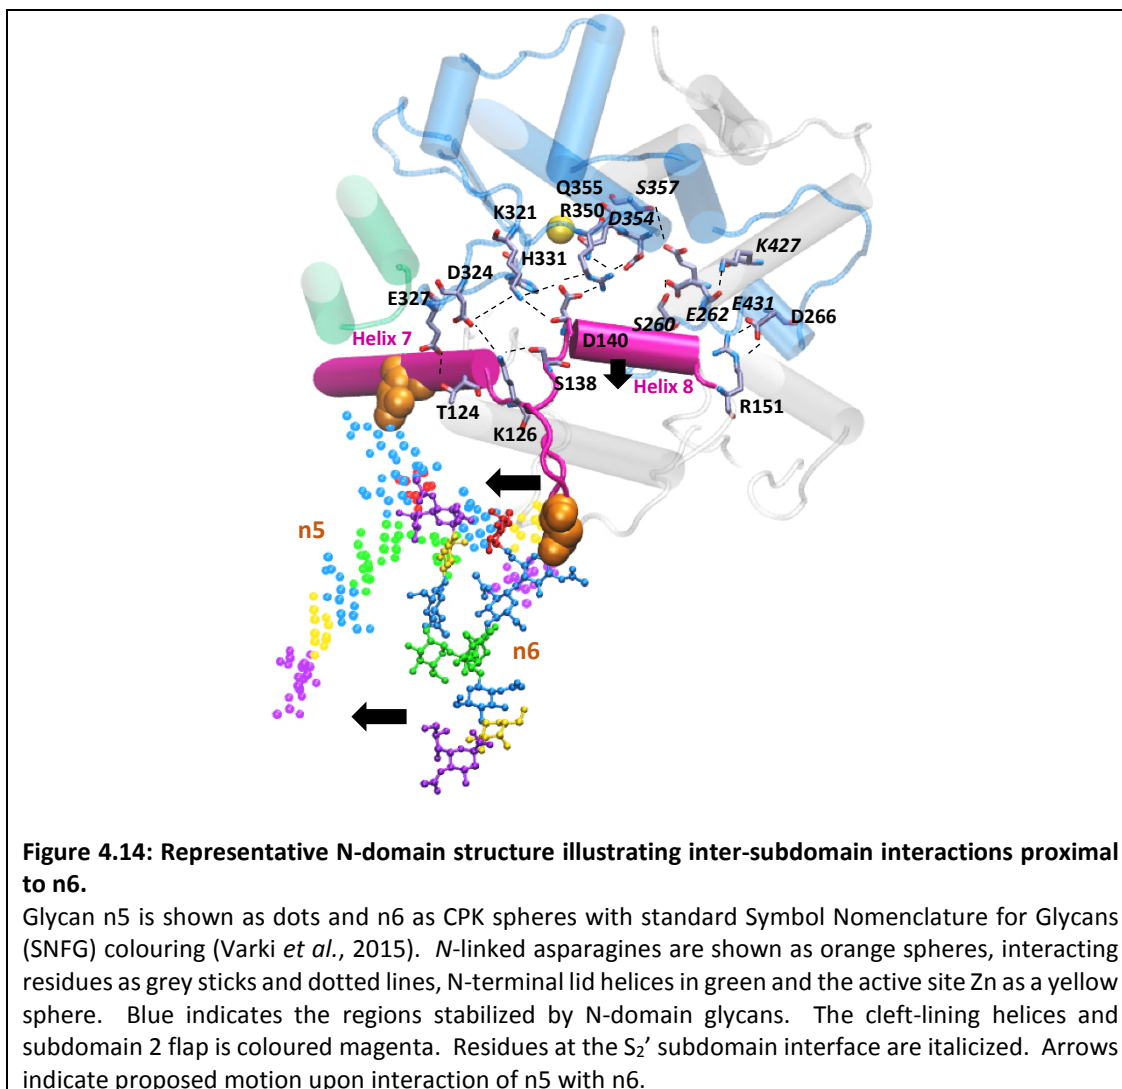 Q355 S357
K321 R350 D354
K427
H331
D324
E327 E431
E262 D266
S260
Helix 7 D140
S138 Helix 8
T124 R151
K126
n5
n6
Figure 4.14: Representative N-domain structure illustrating inter-subdomain interactions proximal
to n6.
Glycan n5 is shown as dots and n6 as CPK spheres with standard Symbol Nomenclature for Glycans
(SNFG) colouring (Varki et al., 2015). N-linked asparagines are shown as orange spheres, interacting
residues as grey sticks and dotted lines, N-terminal lid helices in green and the active site Zn as a yellow
sphere. Blue indicates the regions stabilized by N-domain glycans. The cleft-lining helices and
subdomain 2 flap is coloured magenta. Residues at the S₂’ subdomain interface are italicized. Arrows
indicate proposed motion upon interaction of n5 with n6.